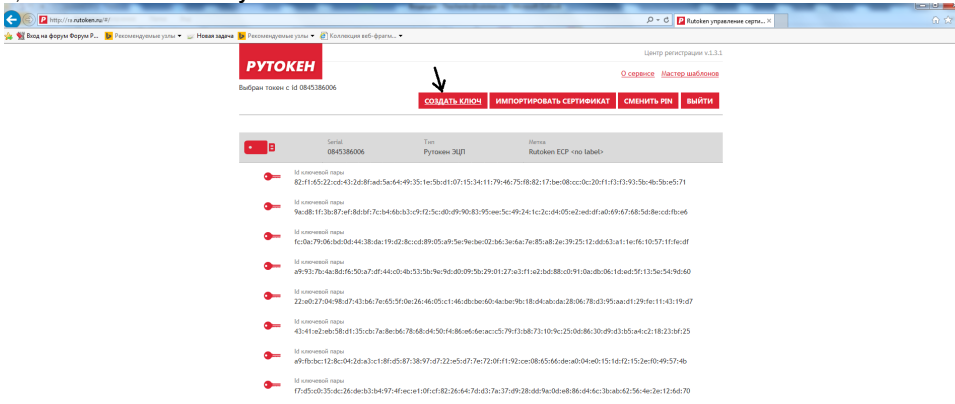 http://ra.rutoken.ru/#/
Rutoken управление серти...
Вход на форум Форум Р...
Рекомендуемые узлы
Новая задача
Рекомендуемые узлы
Коллекция веб-фрагм...
Центр регистрации v.1.3.1
РУТОКЕН
О сервисе Мастер шаблонов
Выбран токен с Id 0845386006
СОЗДАТЬ КЛЮЧ ИМПОРТИРОВАТЬ СЕРТИФИКАТ СМЕНИТЬ PIN ВЫЙТИ
Serial Тип Метка
0845386006 Рутокен ЭЦП Rutoken ECP <no label>
Id ключевой пары
82:f1:65:22:cd:43:2d:8f:ad:5a:64:49:35:1e:5b:d1:07:15:34:11:79:46:75:f8:82:17:be:08:cc:0c:20:f1:f3:f3:93:5b:4b:5b:e5:71
Id ключевой пары
9a:d8:1f:3b:87:ef:8d:bf:7c:b4:6b:b3:c9:f2:5c:d0:d9:90:83:95:ee:5c:49:24:1c:2c:d4:05:e2:ed:df:a0:69:67:68:5d:8e:cd:fb:e6
Id ключевой пары
fc:0a:79:06:bd:0d:44:38:da:19:d2:8c:cd:89:05:a9:5e:9e:be:02:b6:3e:6a:7e:85:a8:2e:39:25:12:dd:63:a1:1e:f6:10:57:1f:fe:df
Id ключевой пары
a9:93:7b:4a:8d:f6:50:a7:df:44:c0:4b:53:5b:9e:9d:d0:09:5b:29:01:27:e3:f1:e2:bd:88:c0:91:0a:db:06:1d:ed:5f:13:5e:54:9d:60
Id ключевой пары
22:e0:27:04:98:d7:43:b6:7e:65:5f:0e:26:46:05:c1:46:db:be:60:4a:be:9b:18:d4:ab:da:28:06:78:d3:95:aa:d1:29:fe:11:43:19:d7
Id ключевой пары
43:41:e2:eb:58:d1:35:cb:7a:8e:b6:78:68:d4:50:f4:86:e6:6e:ac:c5:79:f3:b8:73:10:9c:25:0d:86:30:d9:d3:b5:a4:c2:18:23:bf:25
Id ключевой пары
a9:fb:bc:12:8c:04:2d:a3:c1:8f:d5:87:38:97:d7:22:e5:d7:7e:72:0f:f1:92:ce:08:65:66:de:a0:04:e0:15:1d:f2:15:2e:f0:49:57:4b
Id ключевой пары
f7:d5:c0:35:dc:26:de:b3:b4:97:4f:ec:e1:0f:cf:82:26:64:7d:d3:7a:37:d9:28:dd:9a:0d:e8:86:d4:6c:3b:ab:62:56:4e:2e:12:6d:70